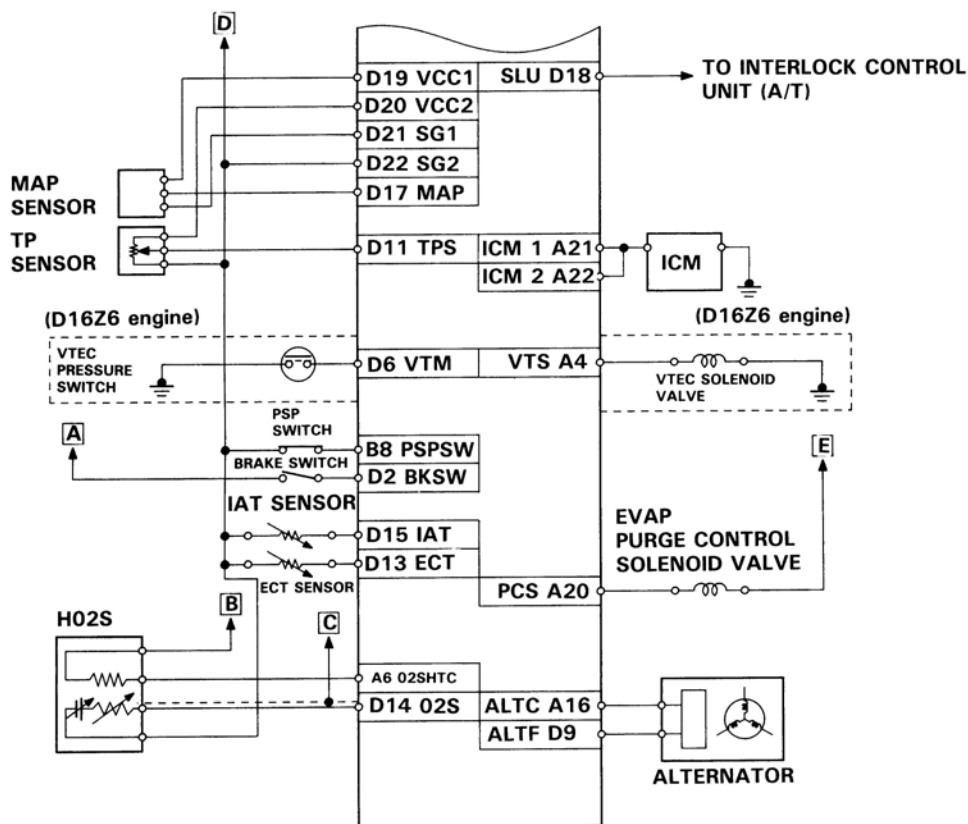 [D]
D19 VCC1
SLU D18
TO INTERLOCK CONTROL
UNIT (A/T)
D20 VCC2
D21 SG1
D22 SG2
D17 MAP
MAP
SENSOR
TP
SENSOR
D11 TPS
ICM 1 A21
ICM 2 A22
ICM
(D16Z6 engine)
VTEC
PRESSURE
SWITCH
D6 VTM
VTS A4
(D16Z6 engine)
VTEC SOLENOID
VALVE
PSP
SWITCH
A
B8 PSPSW
BRAKE SWITCH
D2 BKSW
[E]
IAT SENSOR
D15 IAT
D13 ECT
ECT SENSOR
EVAP
PURGE CONTROL
SOLENOID VALVE
PCS A20
B
C
H02S
A6 02SHTC
D14 02S
ALTC A16
ALTF D9
ALTERNATOR